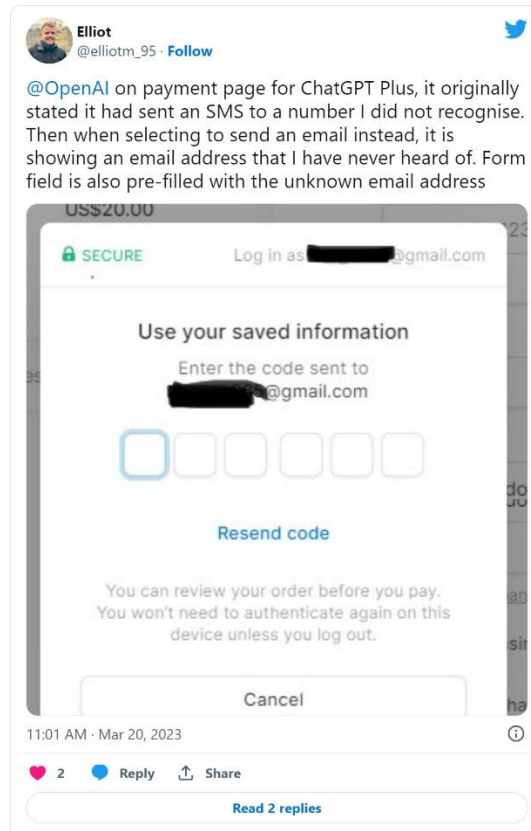 Elliot
@elliotm_95 · Follow
@OpenAI on payment page for ChatGPT Plus, it originally
stated it had sent an SMS to a number I did not recognise.
Then when selecting to send an email instead, it is
showing an email address that I have never heard of. Form
field is also pre-filled with the unknown email address
US$20.00
SECURE
Log in as @gmail.com
Use your saved information
Enter the code sent to
@gmail.com
Resend code
You can review your order before you pay.
You won't need to authenticate again on this
device unless you log out.
Cancel
11:01 AM · Mar 20, 2023
2 Reply Share
Read 2 replies